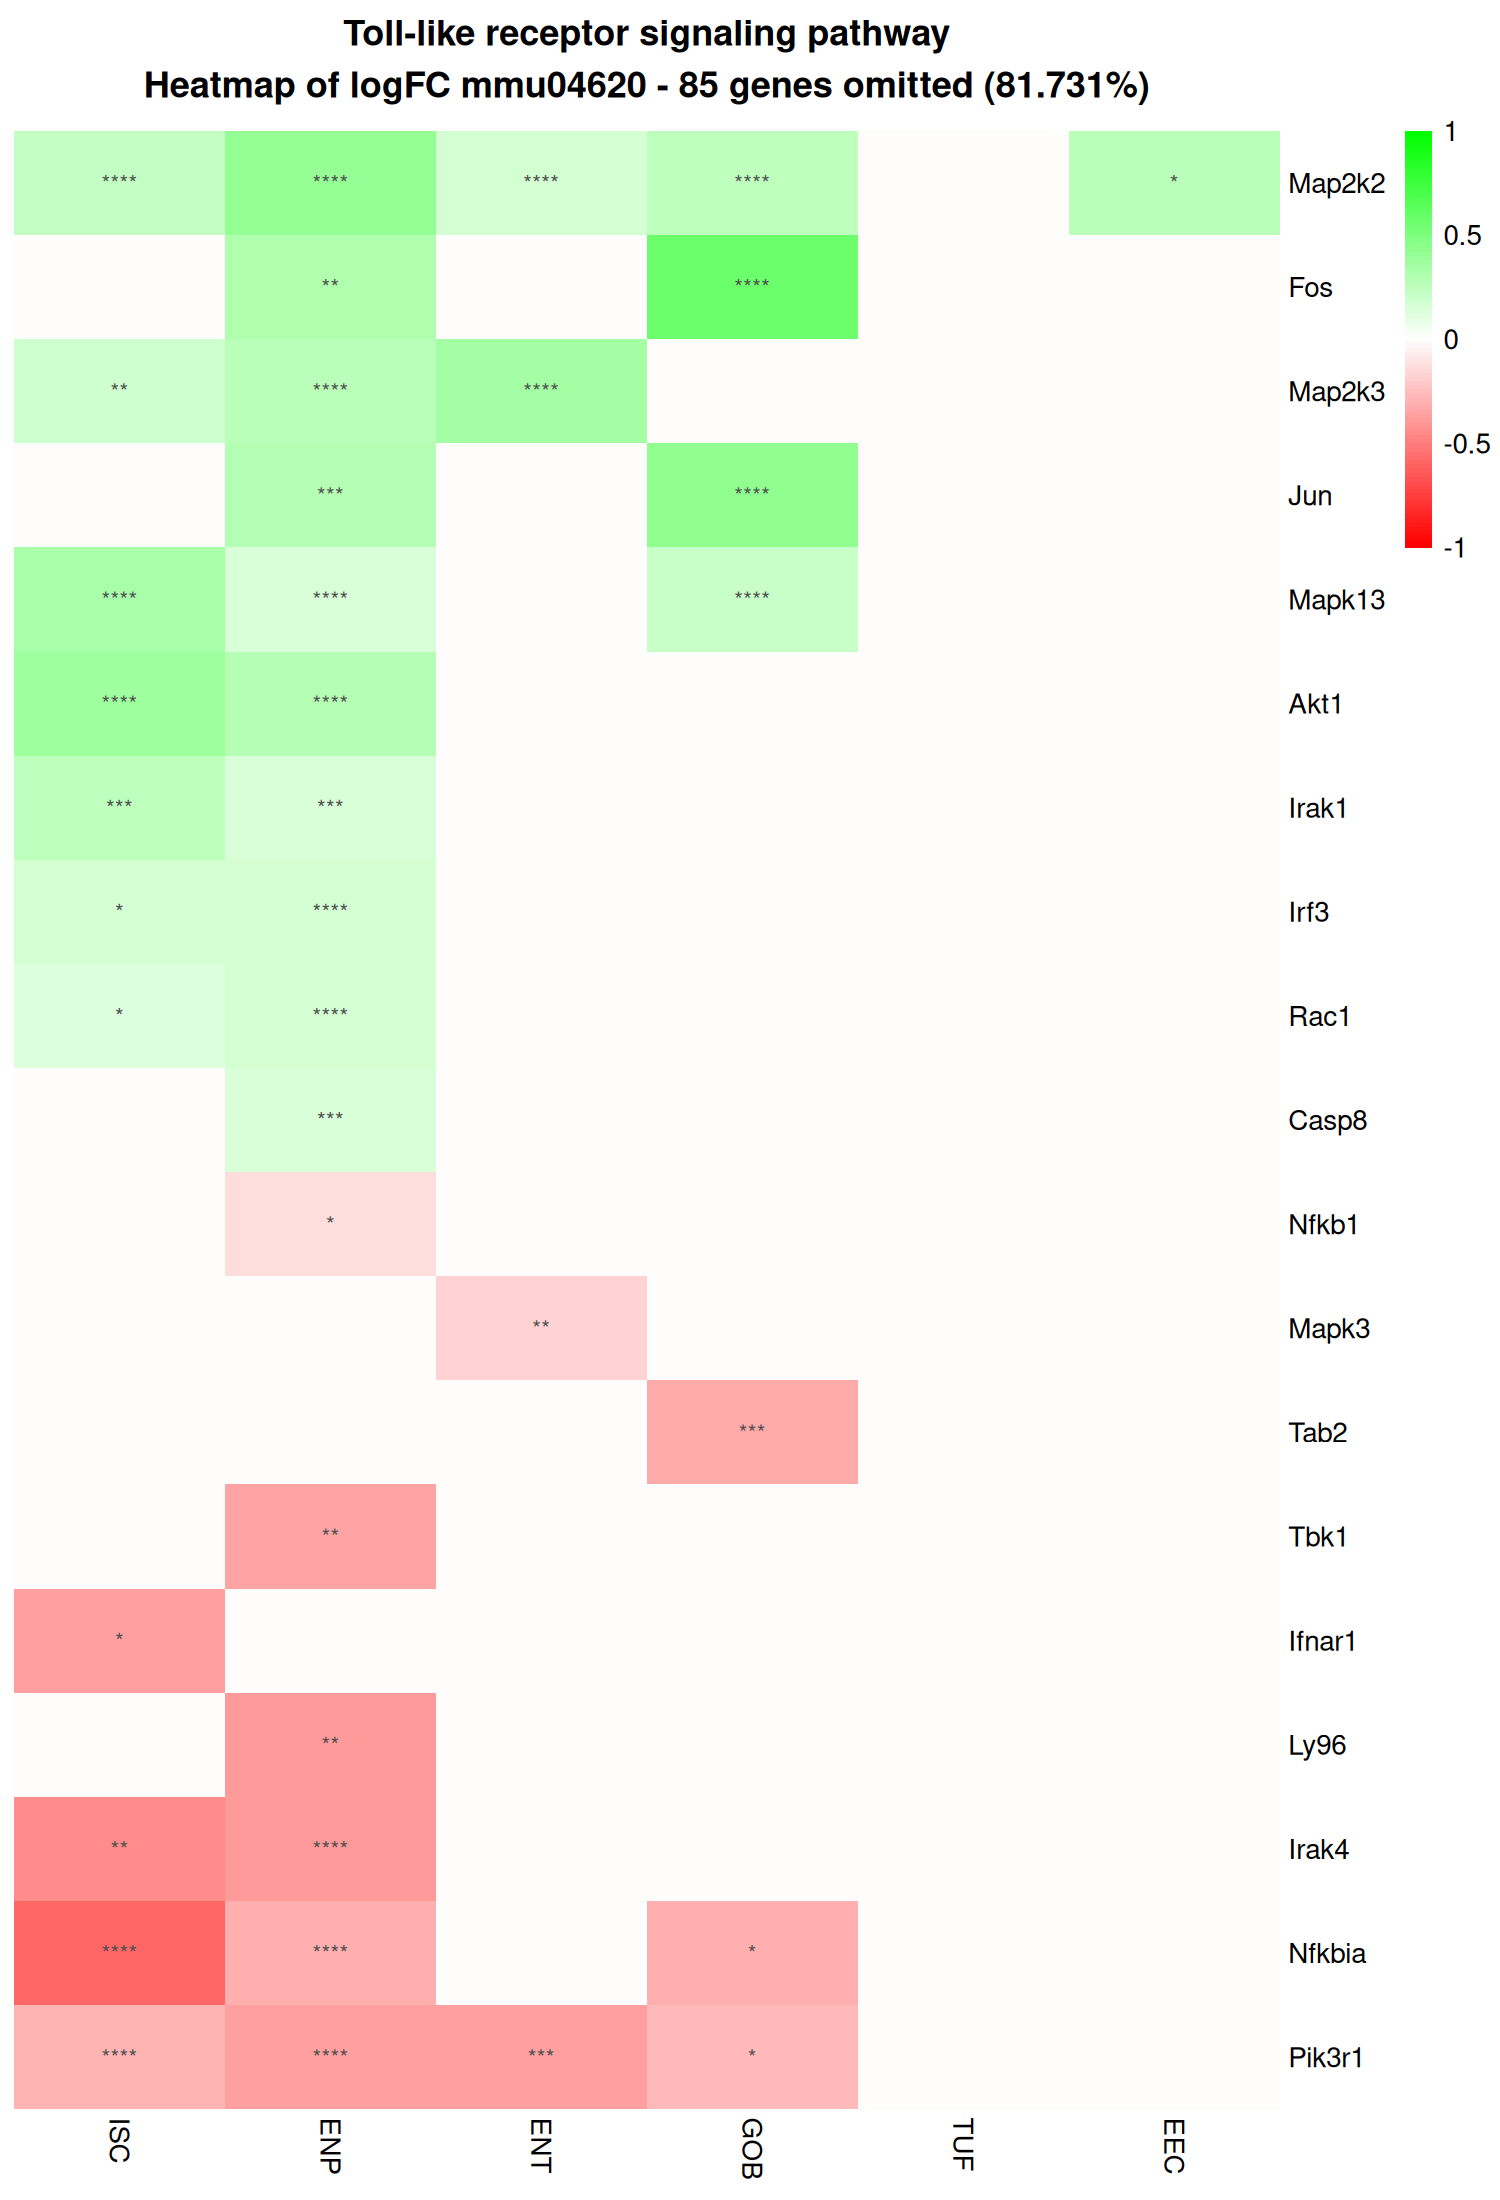 Toll-like receptor signaling pathway
Heatmap of logFC mmu04620 - 85 genes omitted (81.731%)
1
0.5
0
-0.5
-1
**** **** **** **** * Map2k2
** **** Fos
** **** **** Map2k3
*** **** Jun
**** **** **** Mapk13
**** **** Akt1
*** *** Irak1
* **** Irf3
* **** Rac1
*** Casp8
* Nfkb1
** Mapk3
*** Tab2
** Tbk1
* Ifnar1
** Ly96
** **** Irak4
**** **** * Nfkbia
**** **** *** * Pik3r1
ISC ENP ENT GOB TUF EEC